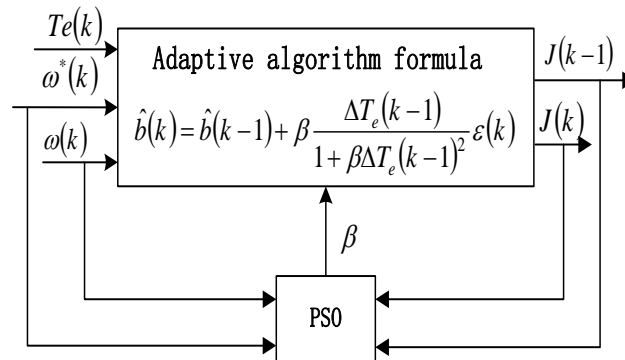 Te(k)
ω*(k)
ω(k)
Adaptive algorithm formula
b̂(k) = b̂(k−1) + β ΔTₑ(k−1) / (1 + βΔTₑ(k−1)²) ε(k)
J(k−1)
J(k)
β
PSO